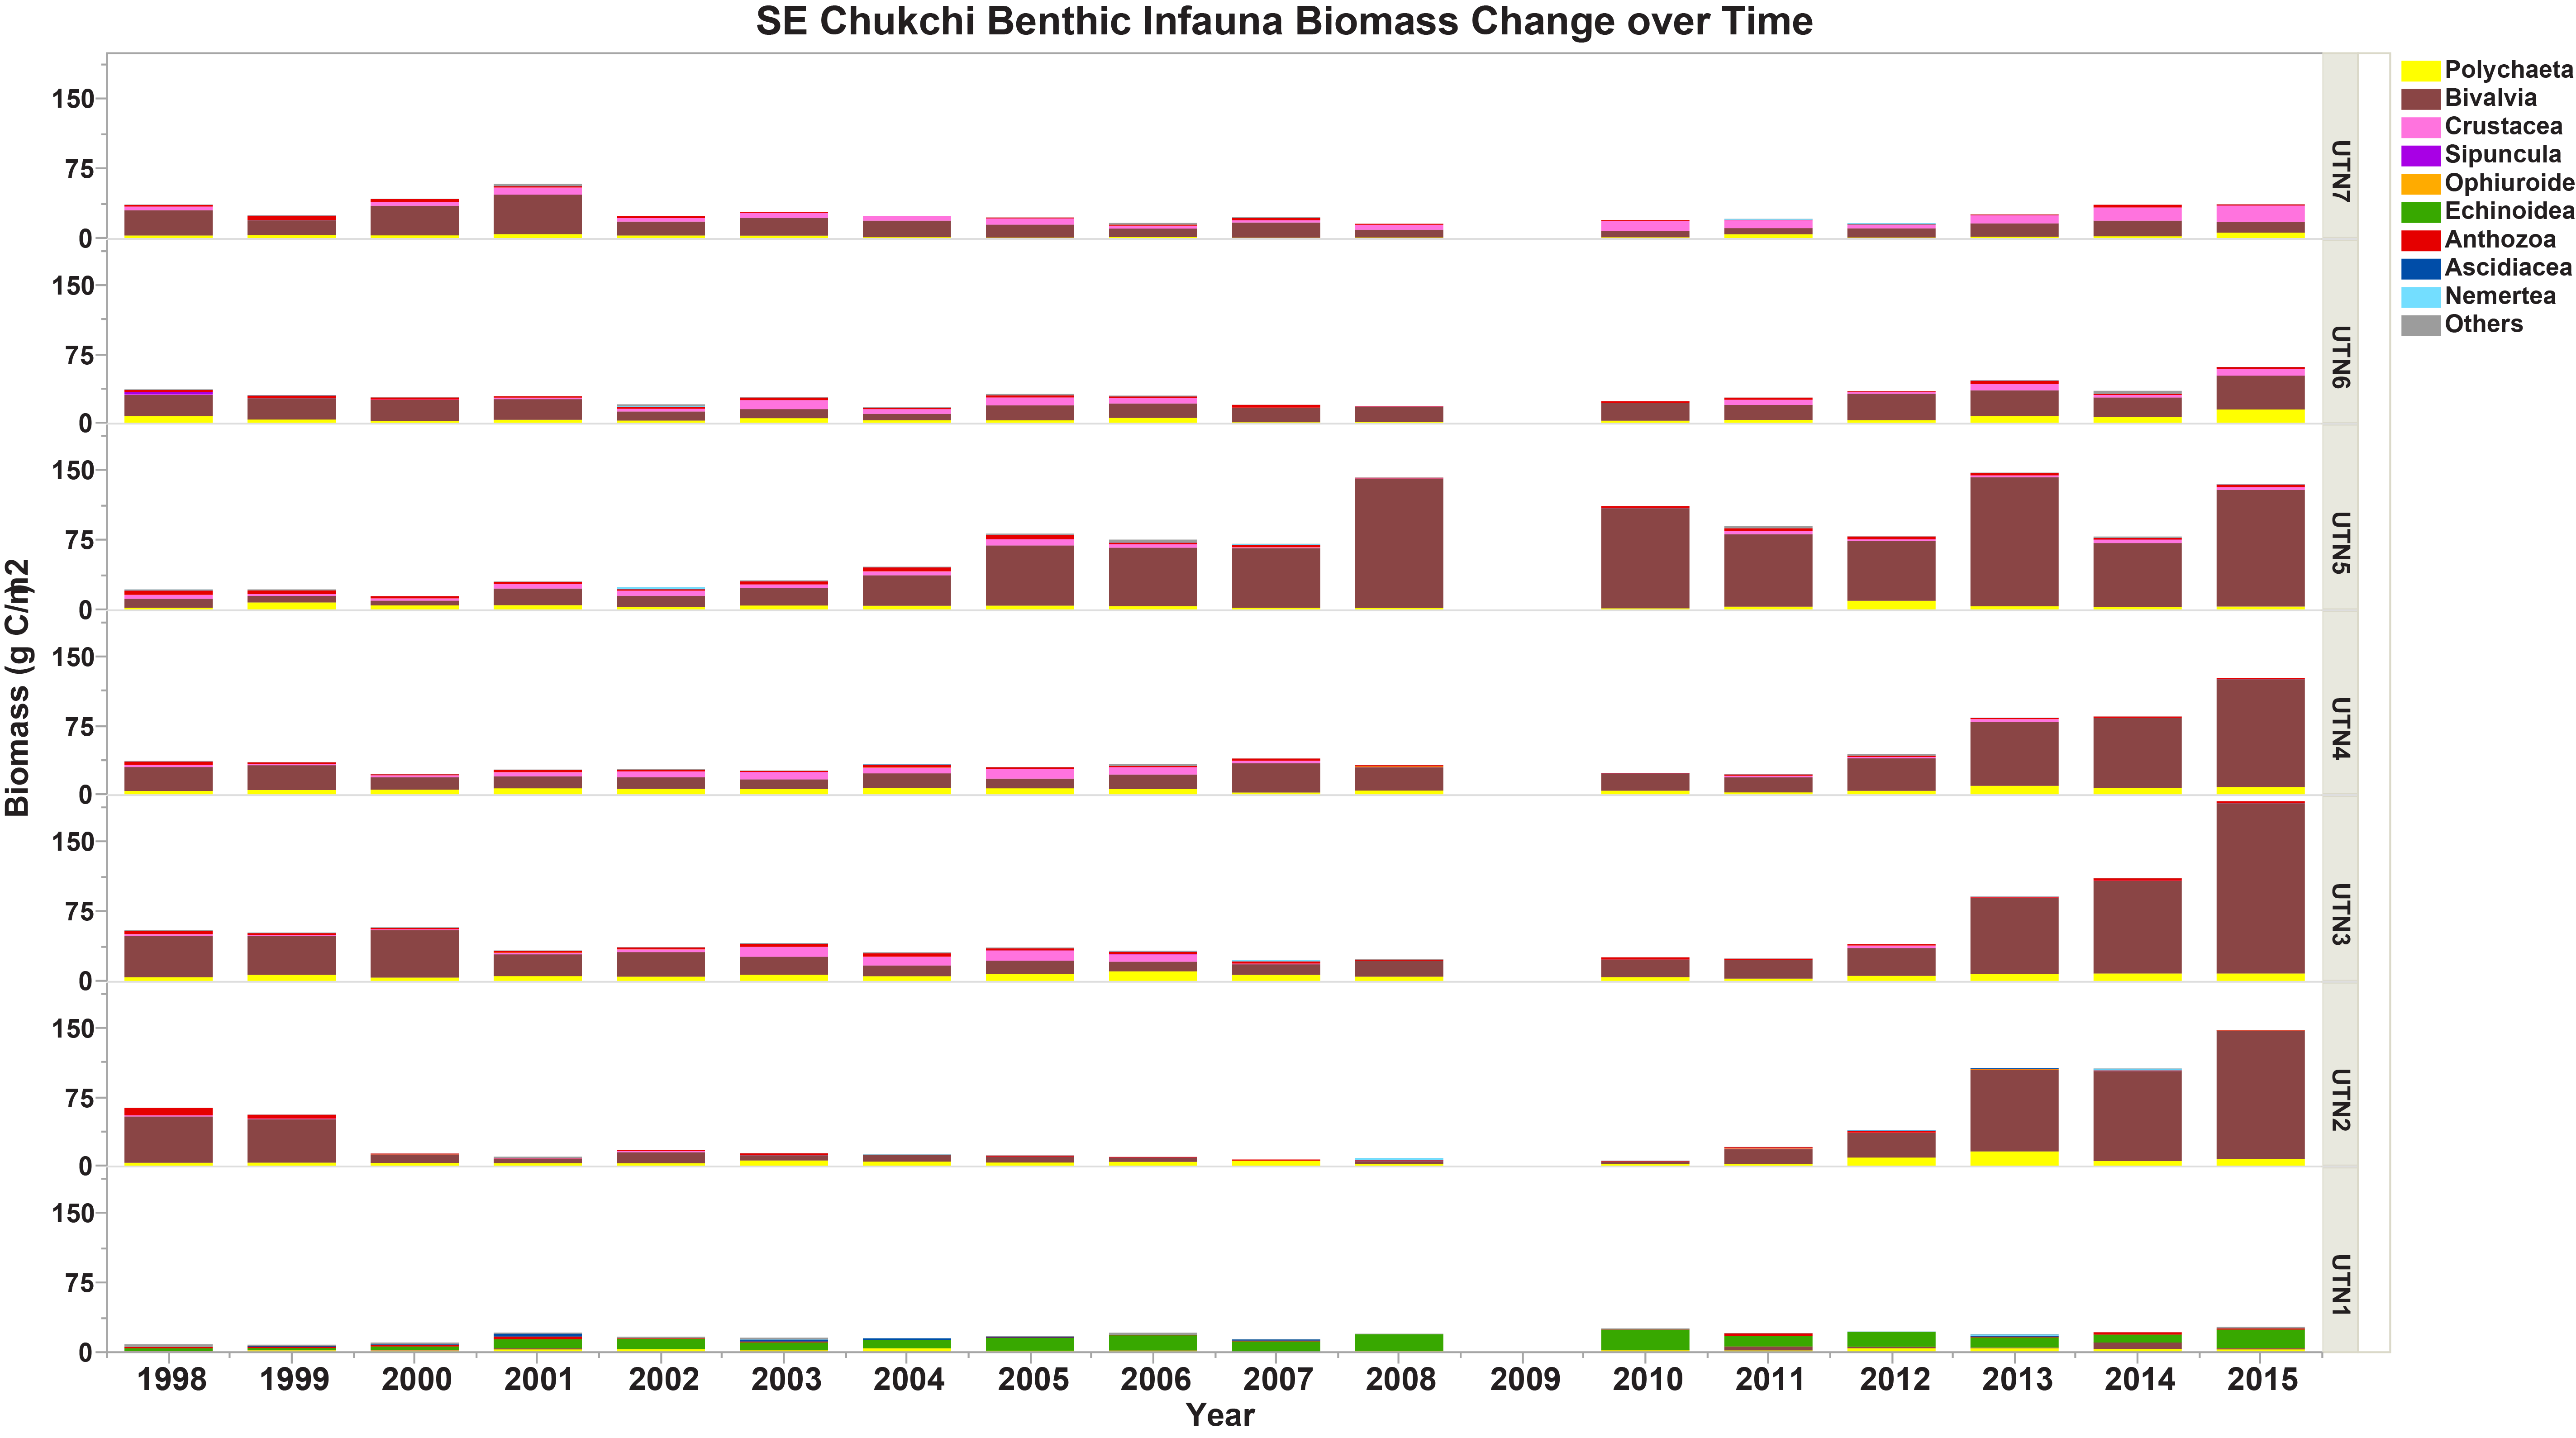 SE Chukchi Benthic Infauna Biomass Change over Time
Polychaeta
Bivalvia
Crustacea
Sipuncula
Ophiuroide
Echinoidea
Anthozoa
Ascidiacea
Nemertea
Others
Biomass (g C/m2)
150
75
0
UTN7
150
75
0
UTN6
150
75
0
UTN5
150
75
0
UTN4
150
75
0
UTN3
150
75
0
UTN2
150
75
0
UTN1
1998 1999 2000 2001 2002 2003 2004 2005 2006 2007 2008 2009 2010 2011 2012 2013 2014 2015
Year